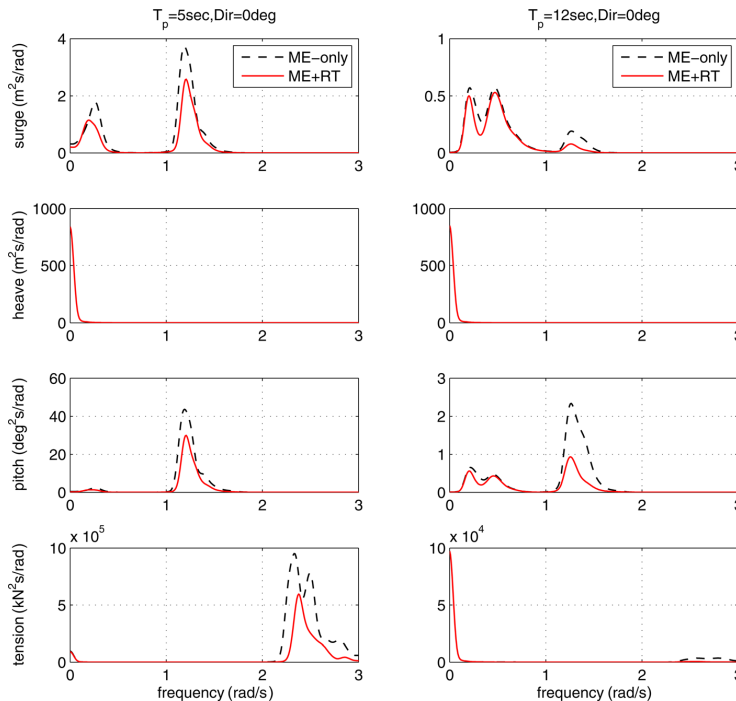 T_p=5sec,Dir=0deg
T_p=12sec,Dir=0deg
surge (m²s/rad)
4
2
0
0 1 2 3
ME−only
ME+RT
1
0.5
0
0 1 2 3
ME−only
ME+RT
heave (m²s/rad)
1000
500
0
0 1 2 3
1000
500
0
0 1 2 3
pitch (deg²s/rad)
60
40
20
0
0 1 2 3
3
2
1
0
0 1 2 3
tension (kN²s/rad)
x 10⁵
10
5
0
0 1 2 3
frequency (rad/s)
x 10⁴
10
5
0
0 1 2 3
frequency (rad/s)